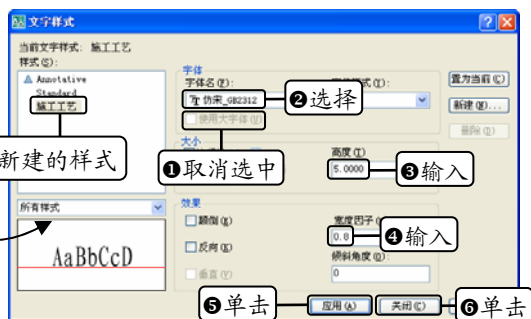 文字样式
当前文字样式: 施工工艺
样式(S):
Annotative
Standard
施工工艺
新建的样式
所有样式
AaBbCcD
字体
字体名(F):
仿宋_GB2312
❷选择
使用大字体(U)
❶取消选中
大小
高度(T)
5.0000
❸输入
效果
颠倒(E)
反向(K)
垂直(V)
宽度因子
0.8
❹输入
倾斜角度(O):
0
置为当前(C)
新建(N)...
删除(D)
❺单击
应用(A)
关闭(C)
❻单击